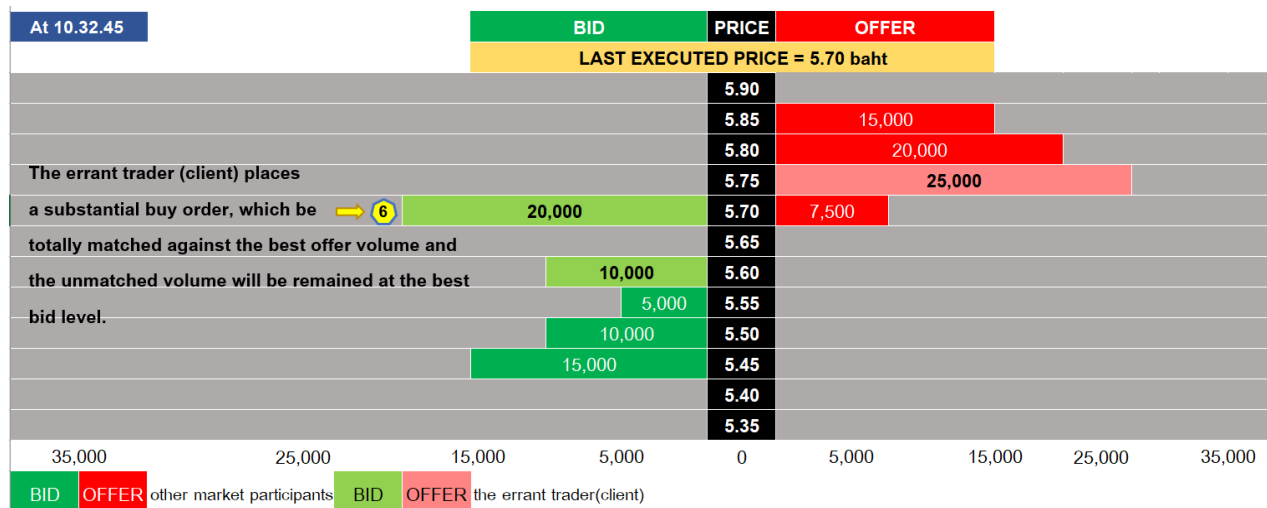 At 10.32.45 BID PRICE OFFER
LAST EXECUTED PRICE = 5.70 baht
5.90
5.85 15,000
5.80 20,000
The errant trader (client) places
5.75 25,000
a substantial buy order, which be 6 20,000 5.70 7,500
totally matched against the best offer volume and
5.65
the unmatched volume will be remained at the best
10,000 5.60
bid level.
5,000 5.55
10,000 5.50
15,000 5.45
5.40
5.35
35,000 25,000 15,000 5,000 0 5,000 15,000 25,000 35,000
BID OFFER other market participants BID OFFER the errant trader(client)